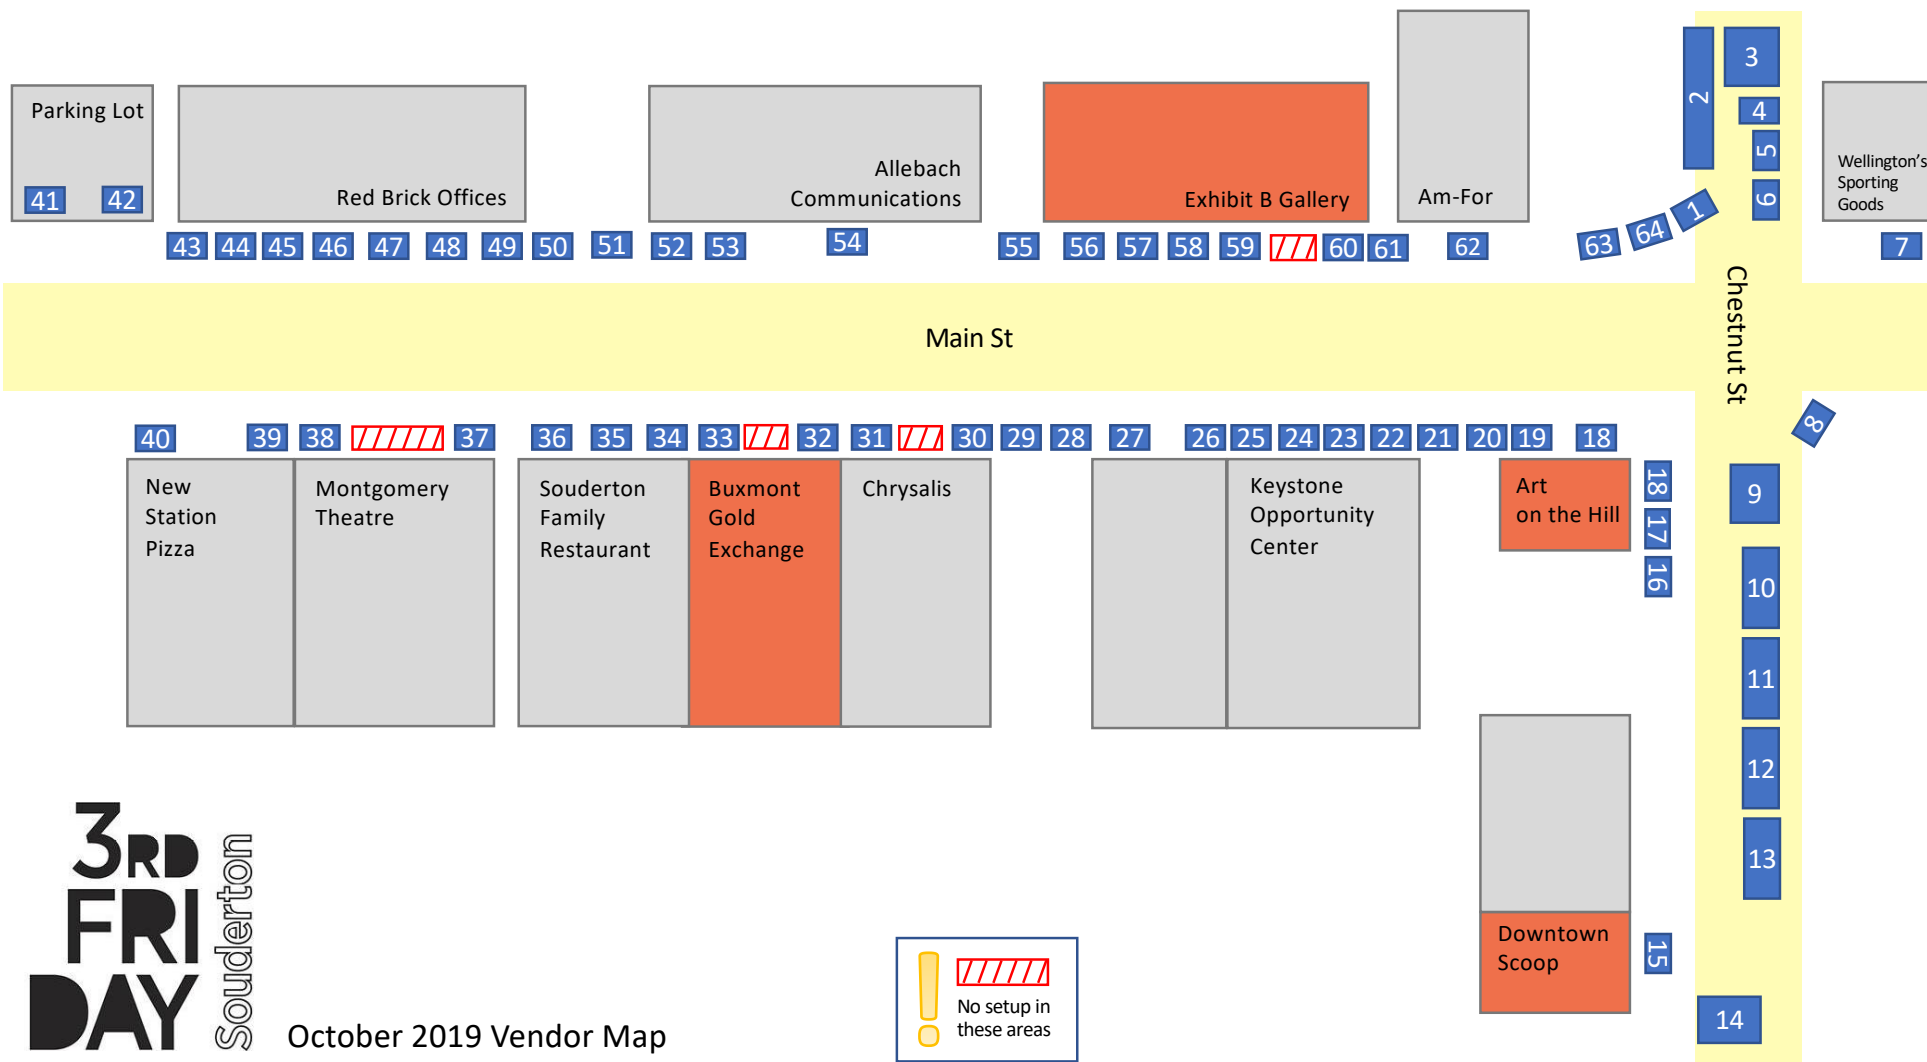 3
2
4
5
6
Parking Lot
41
42
Red Brick Offices
Allebach
Communications
Exhibit B Gallery
Am-For
Wellington's
Sporting
Goods
43 44 45 46 47 48 49 50 51 52 53 54 55 56 57 58 59 60 61 62 63 64 1 7
Main St
Chestnut St
8
40 39 38 37 36 35 34 33 32 31 30 29 28 27 26 25 24 23 22 21 20 19 18
New
Station
Pizza
Montgomery
Theatre
Souderton
Family
Restaurant
Buxmont
Gold
Exchange
Chrysalis
Keystone
Opportunity
Center
Art
on the Hill
18
17
16
9
10
11
12
13
Downtown
Scoop
15
14
3RD
FRI
DAY
Souderton
October 2019 Vendor Map
No setup in
these areas